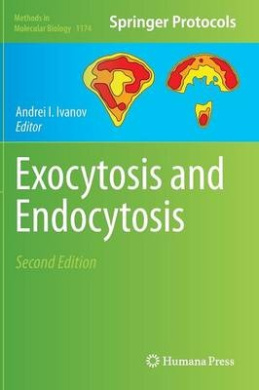 Methods in
Molecular Biology 1174
Springer Protocols
Andrei I. Ivanov
Editor
Exocytosis and
Endocytosis
Second Edition
Humana Press